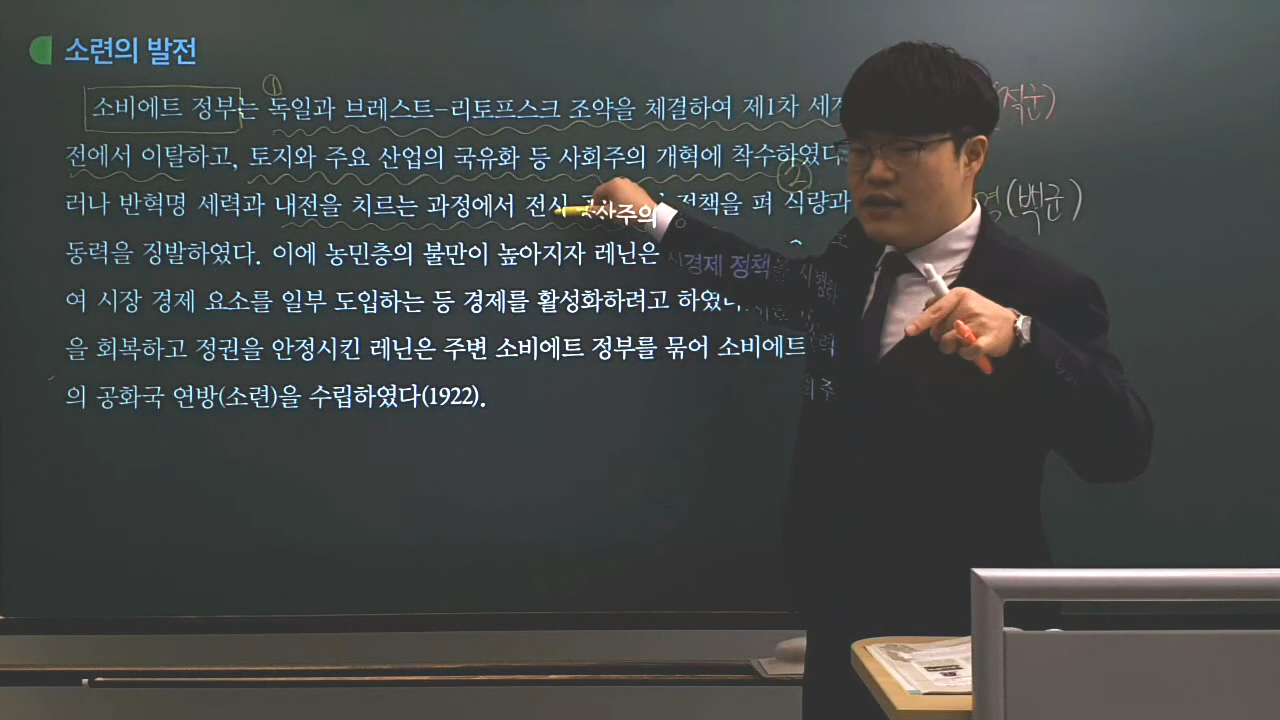 소련의 발전
①
소비에트 정부는 독일과 브레스트-리토프스크 조약을 체결하여 제1차 세계 (적군)
전에서 이탈하고, 토지와 주요 산업의 국유화 등 사회주의 개혁에 착수하였다.
②
러나 반혁명 세력과 내전을 치르는 과정에서 전시 정책을 펴 식량과 (백군)
동력을 징발하였다. 이에 농민층의 불만이 높아지자 레닌은 신경제 정책을 시행하
여 시장 경제 요소를 일부 도입하는 등 경제를 활성화하려고 하였다.
을 회복하고 정권을 안정시킨 레닌은 주변 소비에트 정부를 묶어 소비에트
의 공화국 연방(소련)을 수립하였다(1922).